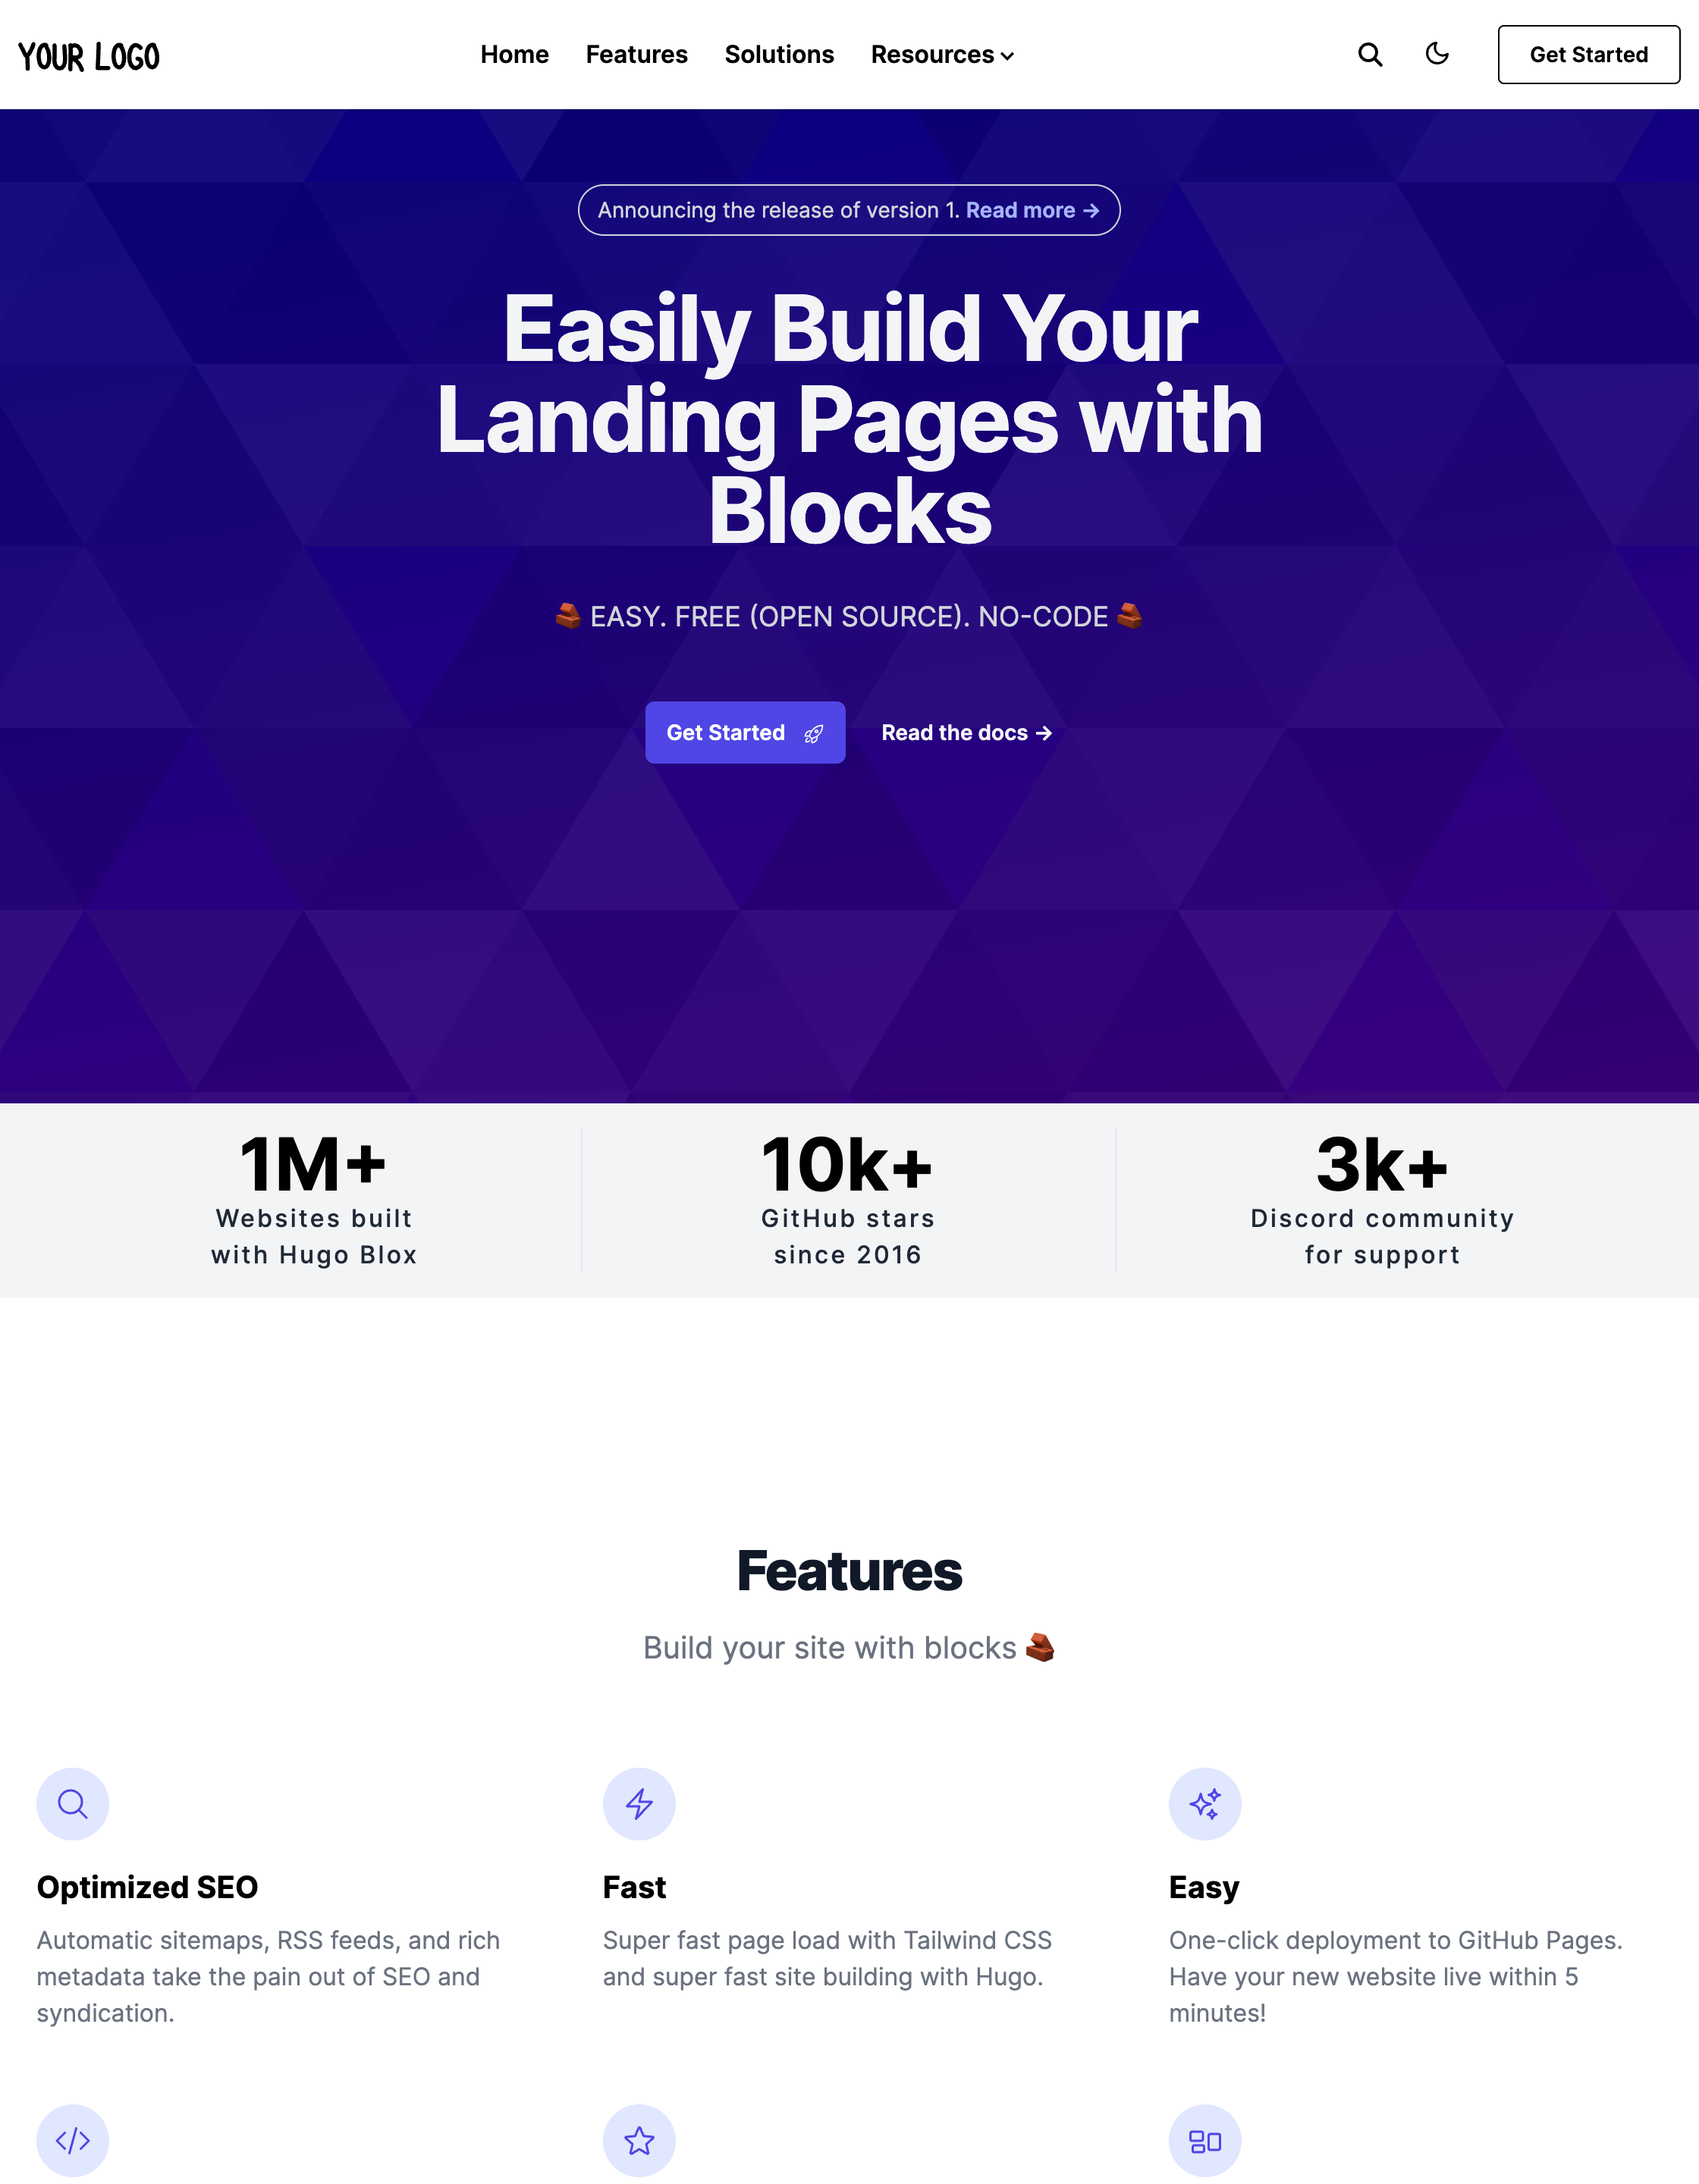 YOUR LOGO
Home Features Solutions Resources
Get Started
Announcing the release of version 1. Read more →
Easily Build Your
Landing Pages with
Blocks
🧱 EASY. FREE (OPEN SOURCE). NO-CODE 🧱
Get Started
Read the docs →
1M+
Websites built
with Hugo Blox
10k+
GitHub stars
since 2016
3k+
Discord community
for support
Features
Build your site with blocks 🧱
Optimized SEO
Automatic sitemaps, RSS feeds, and rich
metadata take the pain out of SEO and
syndication.
Fast
Super fast page load with Tailwind CSS
and super fast site building with Hugo.
Easy
One-click deployment to GitHub Pages.
Have your new website live within 5
minutes!